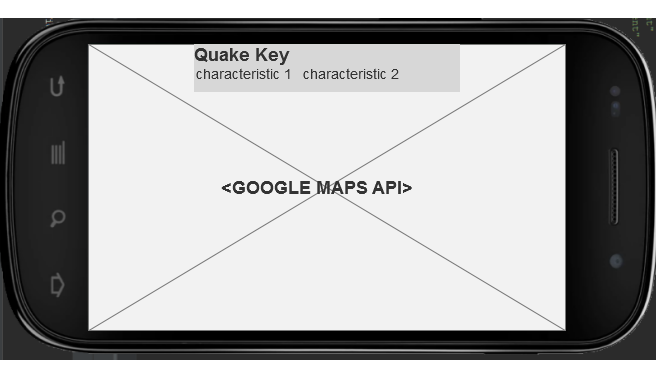 Quake Key
characteristic 1 characteristic 2
<GOOGLE MAPS API>